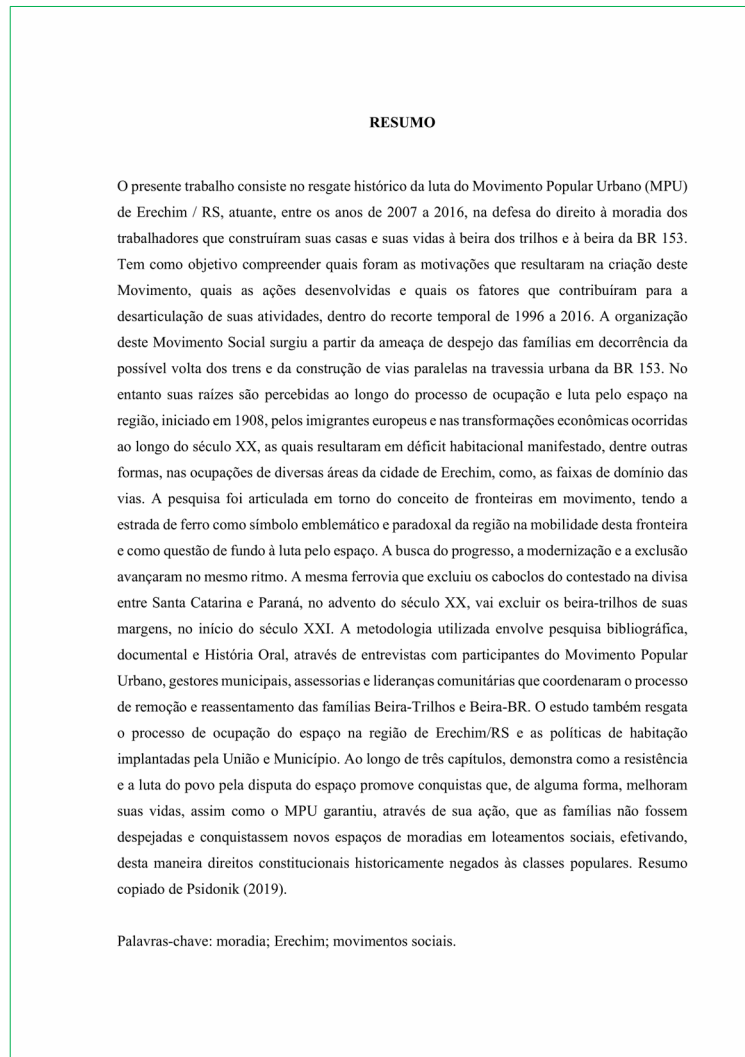 RESUMO
O presente trabalho consiste no resgate histórico da luta do Movimento Popular Urbano (MPU)
de Erechim / RS, atuante, entre os anos de 2007 a 2016, na defesa do direito à moradia dos
trabalhadores que construíram suas casas e suas vidas à beira dos trilhos e à beira da BR 153.
Tem como objetivo compreender quais foram as motivações que resultaram na criação deste
Movimento, quais as ações desenvolvidas e quais os fatores que contribuíram para a
desarticulação de suas atividades, dentro do recorte temporal de 1996 a 2016. A organização
deste Movimento Social surgiu a partir da ameaça de despejo das famílias em decorrência da
possível volta dos trens e da construção de vias paralelas na travessia urbana da BR 153. No
entanto suas raízes são percebidas ao longo do processo de ocupação e luta pelo espaço na
região, iniciado em 1908, pelos imigrantes europeus e nas transformações econômicas ocorridas
ao longo do século XX, as quais resultaram em déficit habitacional manifestado, dentre outras
formas, nas ocupações de diversas áreas da cidade de Erechim, como, as faixas de domínio das
vias. A pesquisa foi articulada em torno do conceito de fronteiras em movimento, tendo a
estrada de ferro como símbolo emblemático e paradoxal da região na mobilidade desta fronteira
e como questão de fundo à luta pelo espaço. A busca do progresso, a modernização e a exclusão
avançaram no mesmo ritmo. A mesma ferrovia que excluiu os caboclos do contestado na divisa
entre Santa Catarina e Paraná, no advento do século XX, vai excluir os beira-trilhos de suas
margens, no início do século XXI. A metodologia utilizada envolve pesquisa bibliográfica,
documental e História Oral, através de entrevistas com participantes do Movimento Popular
Urbano, gestores municipais, assessorias e lideranças comunitárias que coordenaram o processo
de remoção e reassentamento das famílias Beira-Trilhos e Beira-BR. O estudo também resgata
o processo de ocupação do espaço na região de Erechim/RS e as políticas de habitação
implantadas pela União e Município. Ao longo de três capítulos, demonstra como a resistência
e a luta do povo pela disputa do espaço promove conquistas que, de alguma forma, melhoram
suas vidas, assim como o MPU garantiu, através de sua ação, que as famílias não fossem
despejadas e conquistassem novos espaços de moradias em loteamentos sociais, efetivando,
desta maneira direitos constitucionais historicamente negados às classes populares. Resumo
copiado de Psidonik (2019).
Palavras-chave: moradia; Erechim; movimentos sociais.